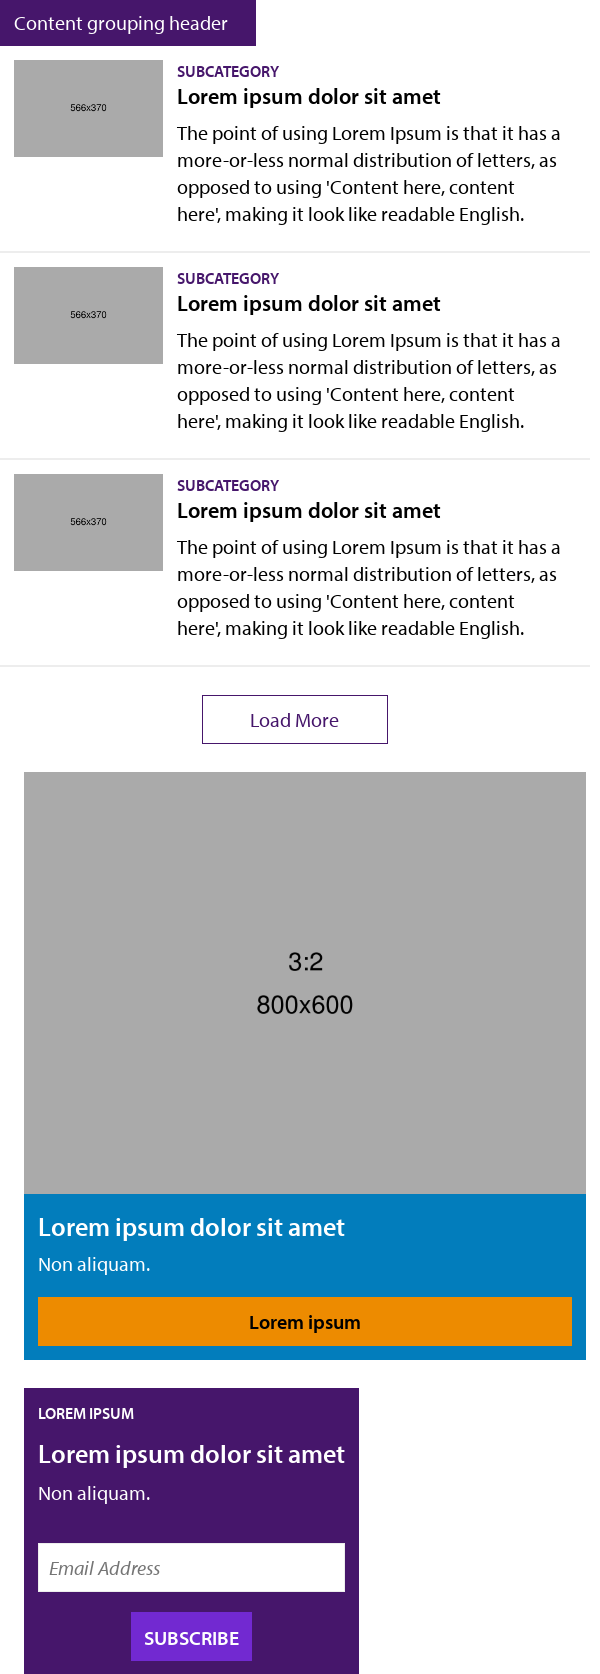 Content grouping header
566x370
SUBCATEGORY
Lorem ipsum dolor sit amet
The point of using Lorem Ipsum is that it has a
more-or-less normal distribution of letters, as
opposed to using 'Content here, content
here', making it look like readable English.
566x370
SUBCATEGORY
Lorem ipsum dolor sit amet
The point of using Lorem Ipsum is that it has a
more-or-less normal distribution of letters, as
opposed to using 'Content here, content
here', making it look like readable English.
566x370
SUBCATEGORY
Lorem ipsum dolor sit amet
The point of using Lorem Ipsum is that it has a
more-or-less normal distribution of letters, as
opposed to using 'Content here, content
here', making it look like readable English.
Load More
3:2
800x600
Lorem ipsum dolor sit amet
Non aliquam.
Lorem ipsum
LOREM IPSUM
Lorem ipsum dolor sit amet
Non aliquam.
Email Address
SUBSCRIBE